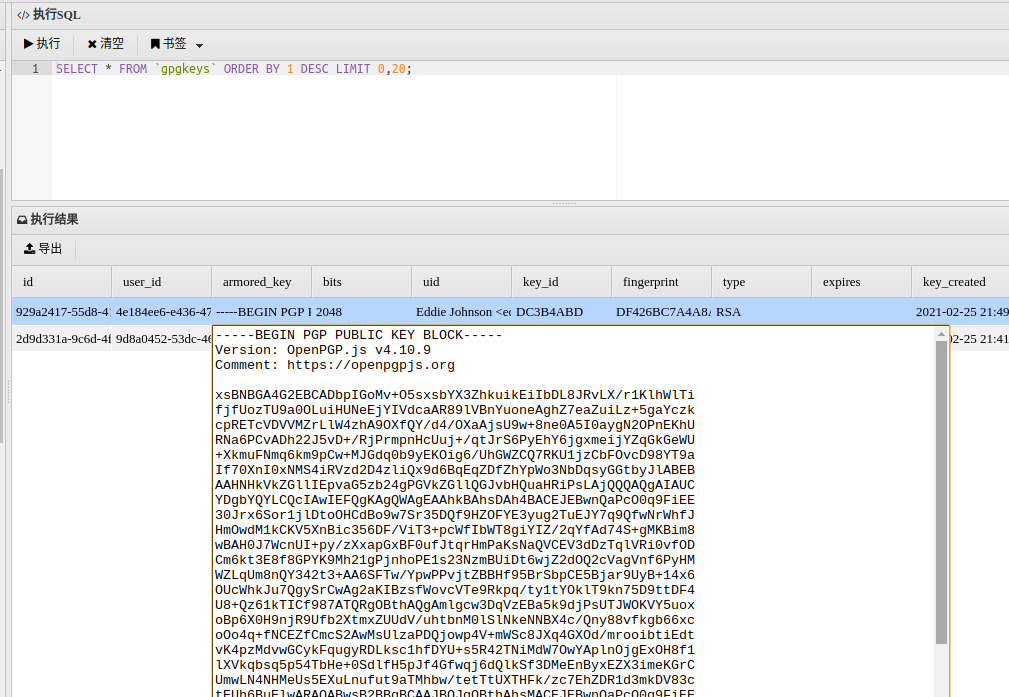 </> 执行SQL
执行 清空 书签
1 SELECT * FROM `gpgkeys` ORDER BY 1 DESC LIMIT 0,20;
执行结果
导出
id user_id armored_key bits uid key_id fingerprint type expires key_created
929a2417-55d8-41 4e184ee6-e436-47 -----BEGIN PGP I 2048 Eddie Johnson <ed DC3B4ABD DF426BC7A4A8A RSA 2021-02-25 21:49
2d9d331a-9c6d-4f 9d8a0452-53dc-46 02-25 21:41
-----BEGIN PGP PUBLIC KEY BLOCK-----
Version: OpenPGP.js v4.10.9
Comment: https://openpgpjs.org
xsBNBGA4G2EBCADbpIGoMv+O5sxsbYX3ZhkuikEiIbDL8JRvLX/r1KlhWlTi
fjfUozTU9a0OLuiHUNeEjYIVdcaAR89lVBnYuoneAghZ7eaZuiLz+5gaYczk
cpRETcVDVVMZrLlW4zhA9OXfQY/d4/OXaAjsU9w+8ne0A5I0aygN2OPnEKhU
RNa6PCvADh22J5vD+/RjPrmpnHcUuj+/qtJrS6PyEhY6jgxmeijYZqGkGeWU
+XkmuFNmq6km9pCw+MJGdq0b9yEKOig6/UhGWZCQ7RKU1jzCbFOvcD98YT9a
If70XnI0xNMS4iRVzd2D4zliQx9d6BqEqZDfZhYpWo3NbDqsyGGtbyJlABEB
AAHNHkVkZGllIEpvaG5zb24gPGVkZGllQGJvbHQuaHRiPsLAjQQQAQgAIAUC
YDgbYQYLCQcIAwIEFQgKAgQWAgEAAhkBAhsDAh4BACEJEBwnQaPcO0q9FiEE
30Jrx6Sor1jlDtoOHCdBo9w7Sr35DQf9HZOFYE3yug2TuEJY7q9QfwNrWhfJ
HmOwdM1kCKV5XnBic356DF/ViT3+pcWfIbWT8giYIZ/2qYfAd74S+gMKBim8
wBAH0J7WcnUI+py/zXxapGxBF0ufJtqrHmPaKsNaQVCEV3dDzTqlVRi0vfOD
Cm6kt3E8f8GPYK9Mh21gPjnhoPE1s23NzmBUiDt6wjZ2dOQ2cVagVnf6PyHM
WZLqUm8nQY342t3+AA6SFTw/YpwPPvjtZBBHf95BrSbpCE5Bjar9UyB+14x6
OUcWhkJu7QgySrCwAg2aKIBzsfWovcVTe9Rkpq/ty1tYOklT9kn75D9ttDF4
U8+Qz61kTICf987ATQRgOBthAQgAmlgcw3DqVzEBa5k9djPsUTJWOKVY5uox
oBp6X0H9njR9Ufb2XtmxZUUdV/uhtbnM0lSlNkeNNBX4c/Qny88vfkgb66xc
oOo4q+fNCEZfCmcS2AwMsUlzaPDQjowp4V+mWSc8JXq4GXOd/mrooibtiEdt
vK4pzMdvwGCykFqugyRDLksc1hfDYU+s5R42TNiMdW7OwYAplnOjgExOH8f1
lXVkqbsq5p54TbHe+0SdlfH5pJf4Gfwqj6dQlkSf3DMeEnByxEZX3imeKGrC
UmwLN4NHMeUs5EXuLnufut9aTMhbw/tetTtUXTHFk/zc7EhZDR1d3mkDV83c